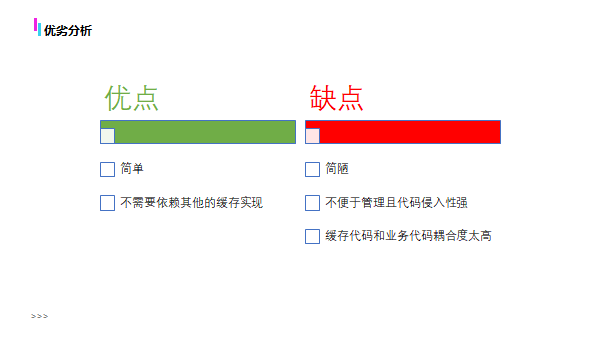 优劣分析
优点
缺点
简单
不需要依赖其他的缓存实现
简陋
不便于管理且代码侵入性强
缓存代码和业务代码耦合度太高
>>>